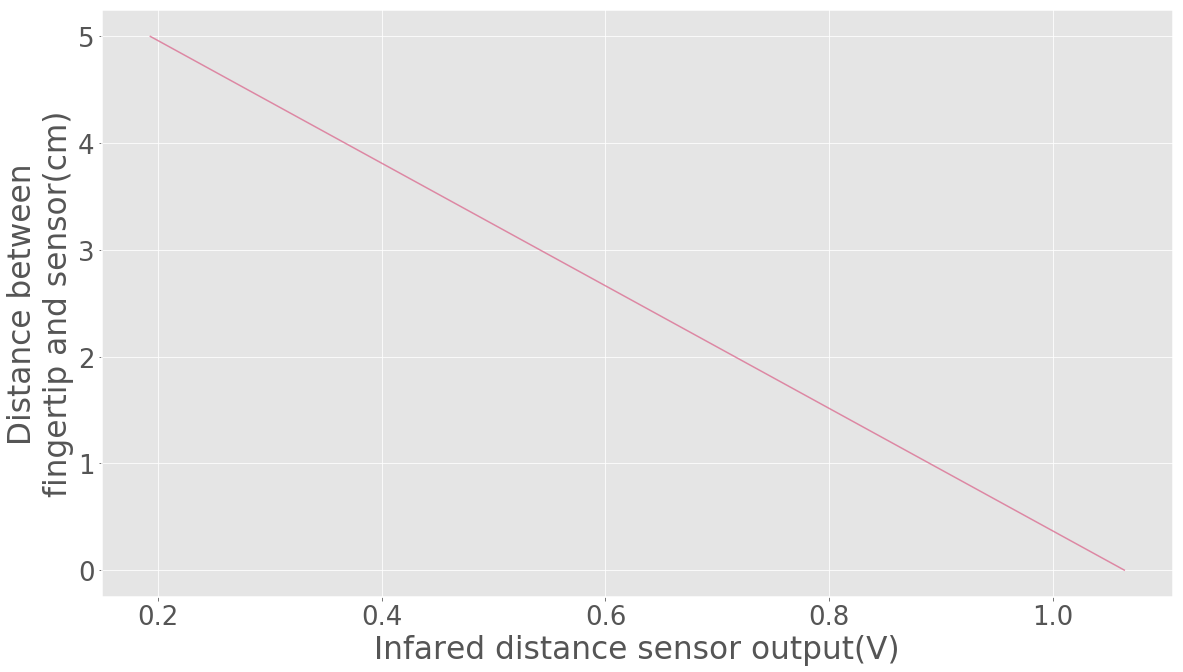 5
4
3
2
1
0
Distance between
fingertip and sensor(cm)
0.2 0.4 0.6 0.8 1.0
Infared distance sensor output(V)